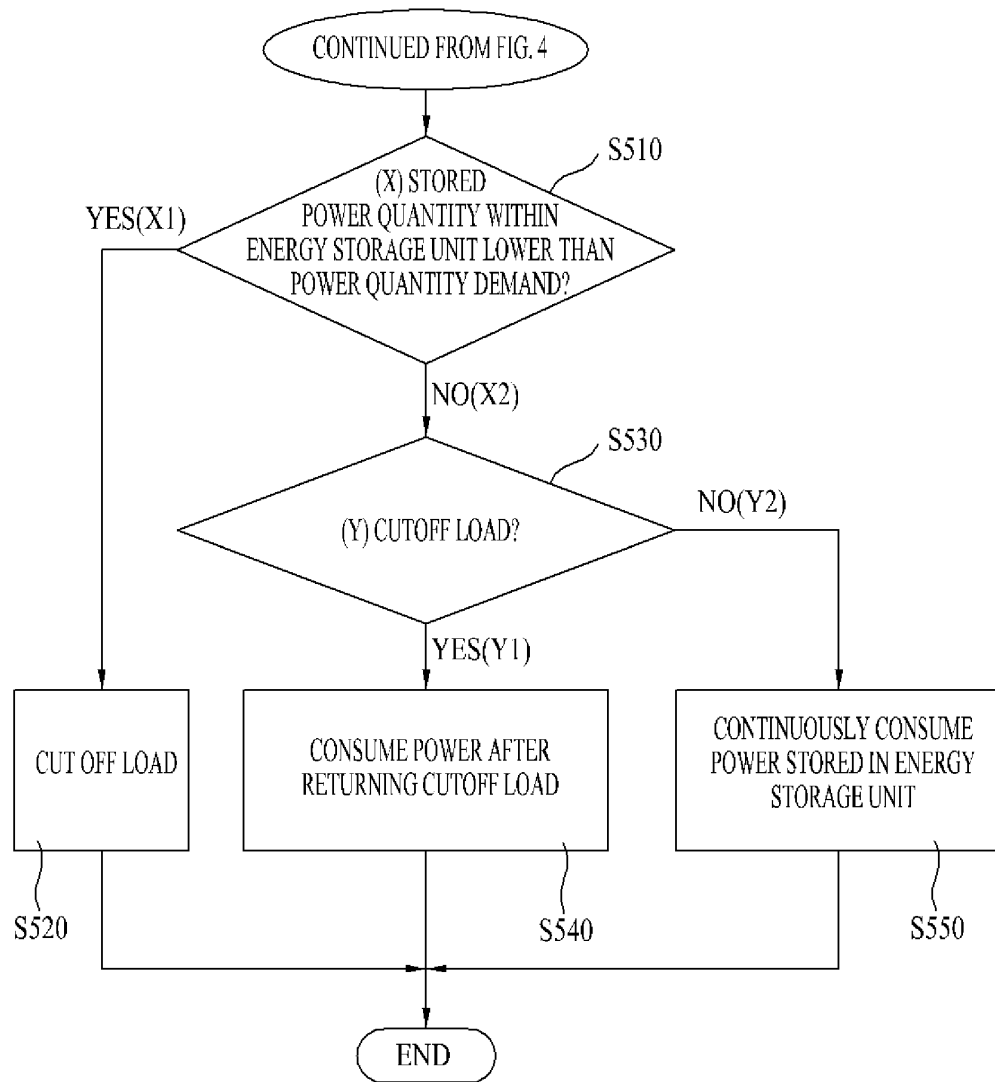 CONTINUED FROM FIG. 4
S510
(X) STORED
POWER QUANTITY WITHIN
ENERGY STORAGE UNIT LOWER THAN
POWER QUANTITY DEMAND?
YES(X1)
NO(X2)
S530
(Y) CUTOFF LOAD?
NO(Y2)
YES(Y1)
CUT OFF LOAD
CONSUME POWER AFTER
RETURNING CUTOFF LOAD
CONTINUOUSLY CONSUME
POWER STORED IN ENERGY
STORAGE UNIT
S520
S540
S550
END